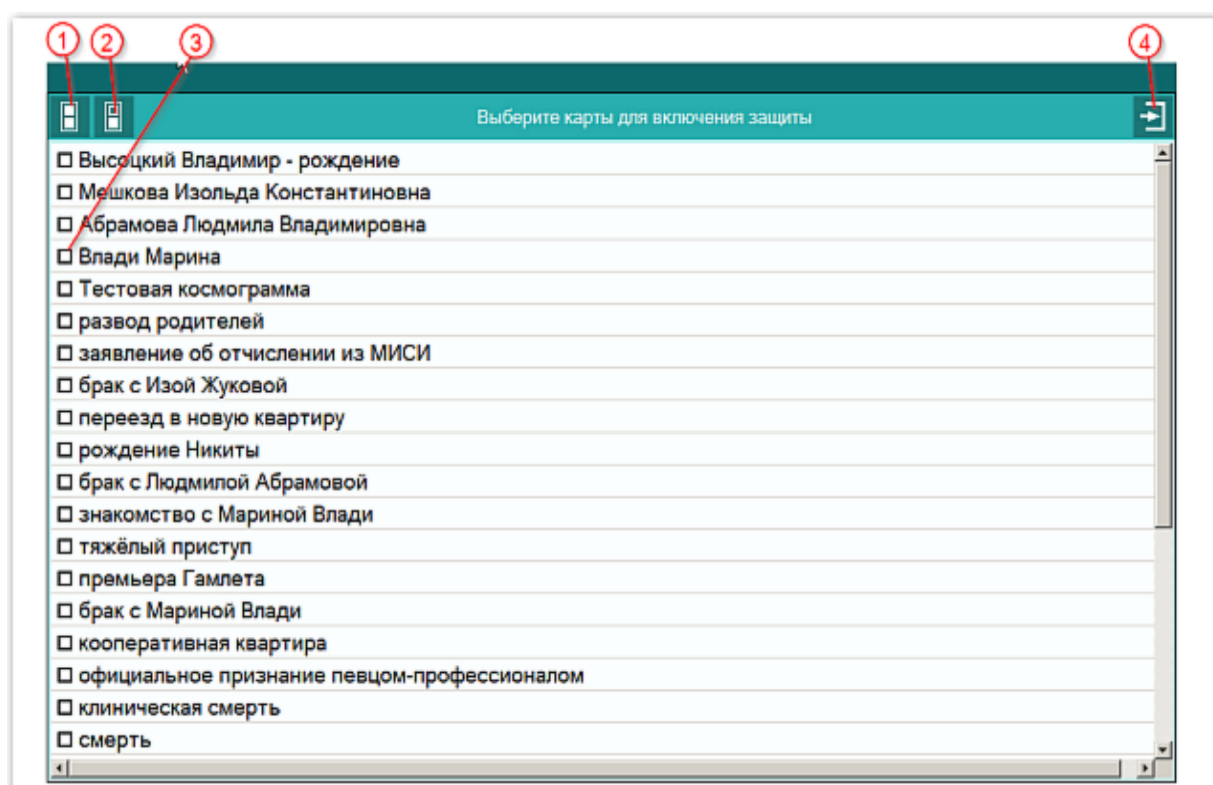 1 2 3 4
Выберите карты для включения защиты
Высоцкий Владимир - рождение
Мешкова Изольда Константиновна
Абрамова Людмила Владимировна
Влади Марина
Тестовая космограмма
развод родителей
заявление об отчислении из МИСИ
брак с Изой Жуковой
переезд в новую квартиру
рождение Никиты
брак с Людмилой Абрамовой
знакомство с Мариной Влади
тяжёлый приступ
премьера Гамлета
брак с Мариной Влади
кооперативная квартира
официальное признание певцом-профессионалом
клиническая смерть
смерть